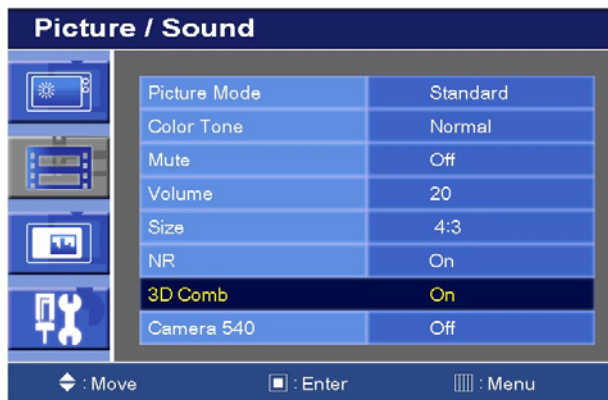 Picture / Sound
Picture Mode Standard
Color Tone Normal
Mute Off
Volume 20
Size 4:3
NR On
3D Comb On
Camera 540 Off
: Move : Enter : Menu